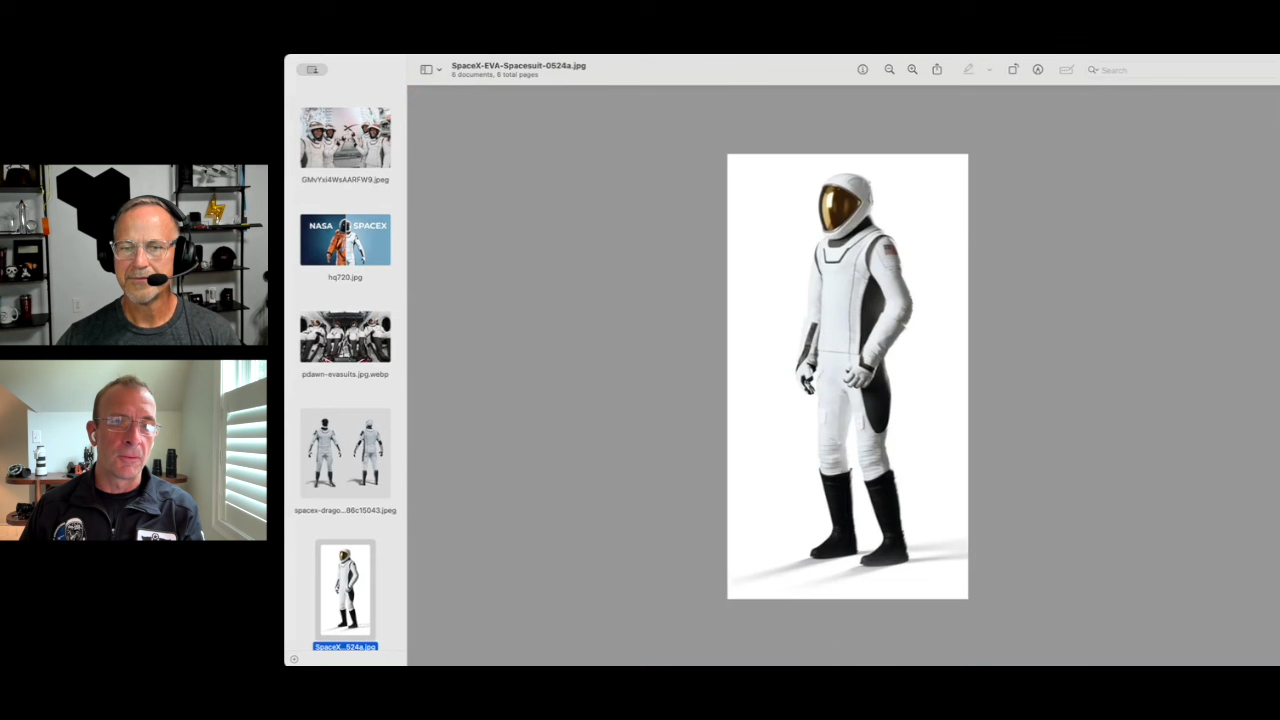 SpaceX-EVA-Spacesuit-0524a.jpg
6 documents, 6 total pages
Search
GMvYxi4WsAARFW9.jpeg
NASA SPACEX
hq720.jpg
pdawn-evasuits.jpg.webp
spacex-drago...86c15043.jpeg
SpaceX...524a.jpg